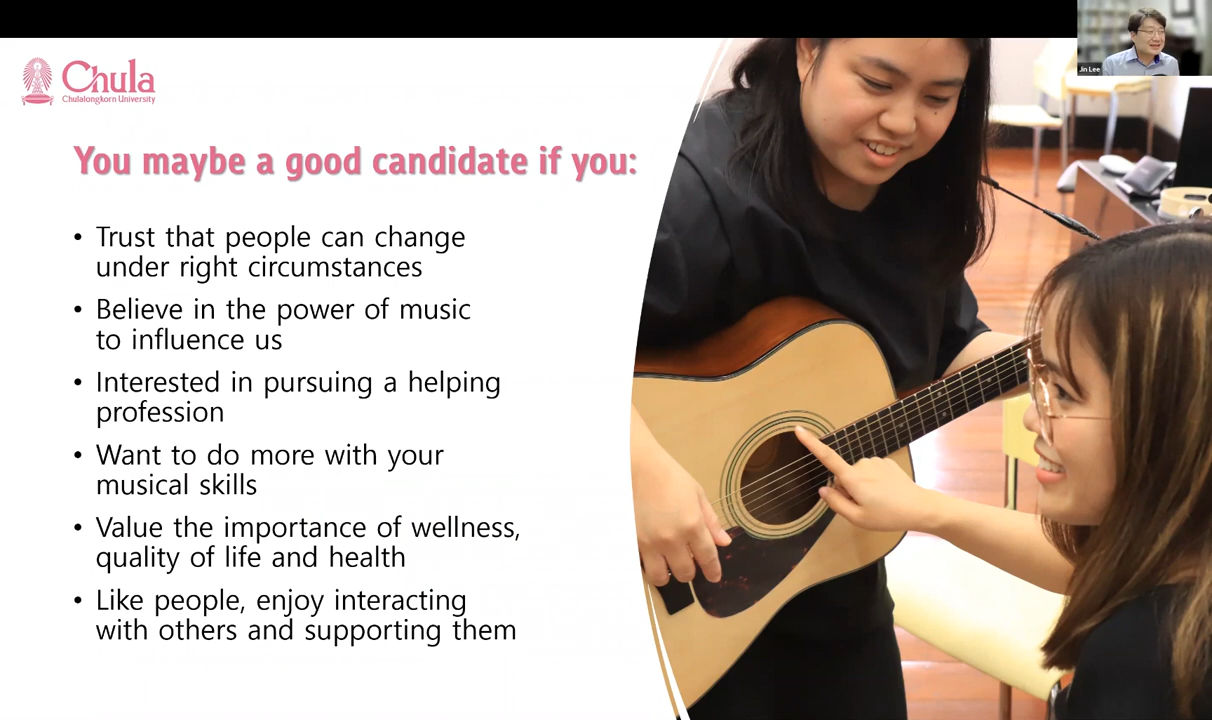 Jin Lee
Chula
Chulalongkorn University
You maybe a good candidate if you:
• Trust that people can change
under right circumstances
• Believe in the power of music
to influence us
• Interested in pursuing a helping
profession
• Want to do more with your
musical skills
• Value the importance of wellness,
quality of life and health
• Like people, enjoy interacting
with others and supporting them